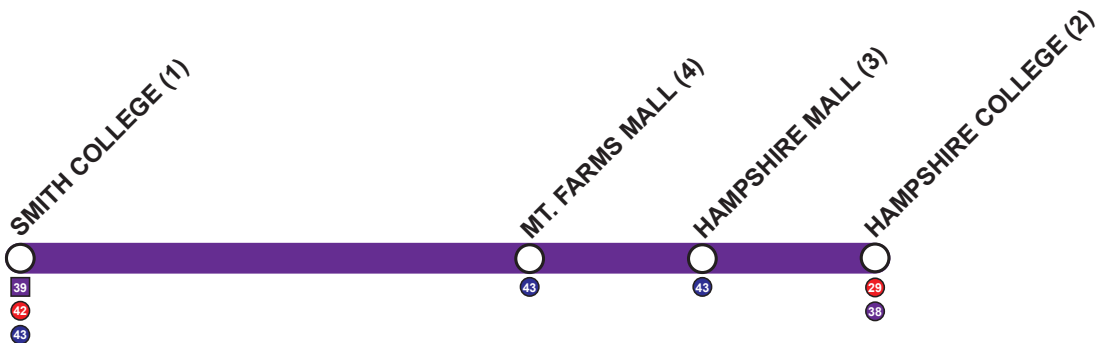 SMITH COLLEGE (1)
MT. FARMS MALL (4)
HAMPSHIRE MALL (3)
HAMPSHIRE COLLEGE (2)
39
42
43
43
43
29
38